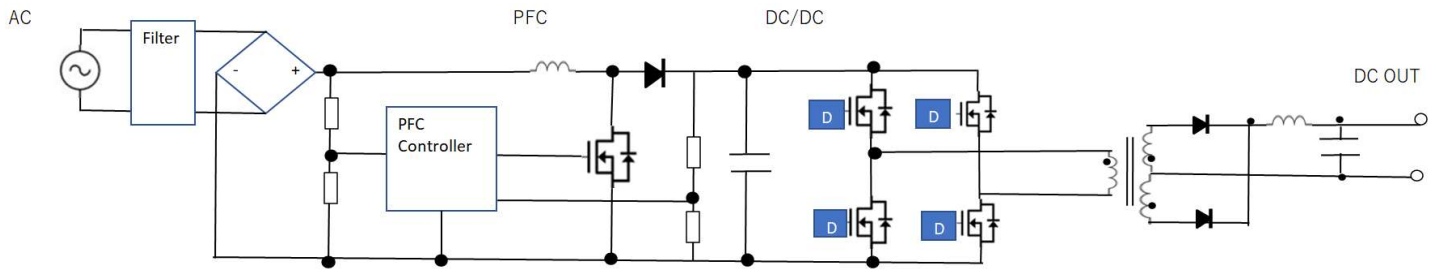 AC
PFC
DC/DC
Filter
-
+
DC OUT
PFC
Controller
D
D
D
D